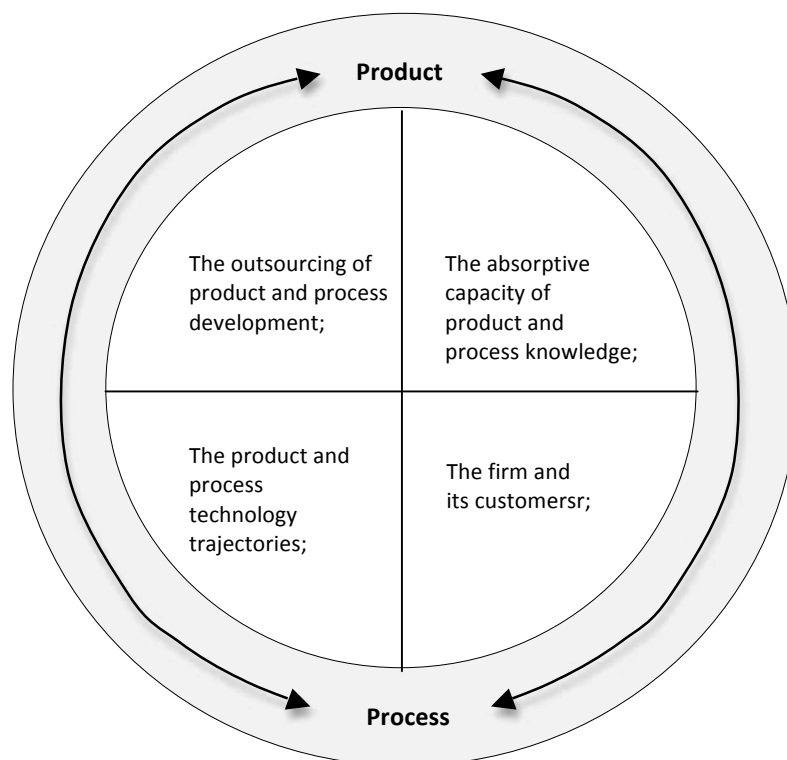 Product
The outsourcing of
product and process
development;
The absorptive
capacity of
product and
process knowledge;
The product and
process
technology
trajectories;
The firm and
its customersr;
Process